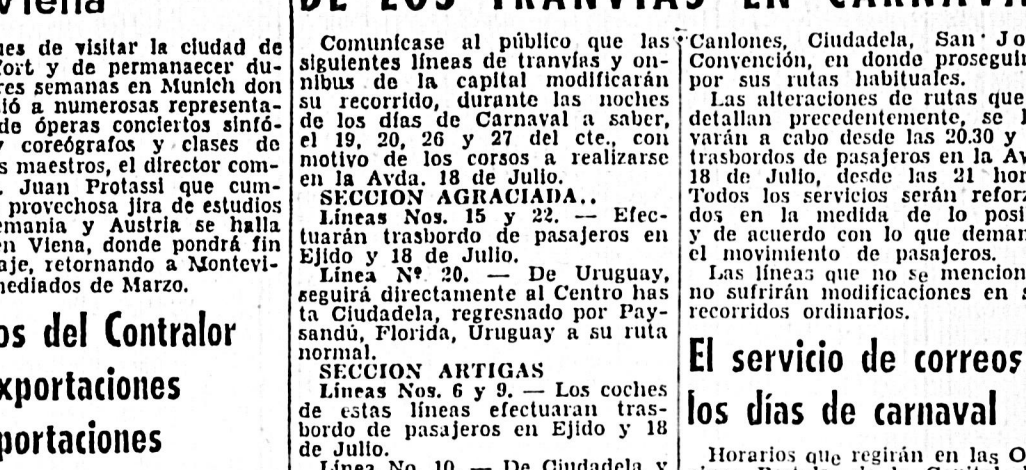 Viena
nes de visitar la ciudad de
fort y de permanaecer du-
res semanas en Munich don
ió a numerosas representa-
de óperas conciertos sinfó-
y coreógrafos y clases de
s maestros, el director com-
. Juan Protassi que cum-
provechosa jira de estudios
emania y Austria se halla
en Viena, donde pondrá fin
aje, retornando a Montevi-
mediados de Marzo.
os del Contralor
xportaciones
portaciones
DE LOS TRANVIAS EN CARNAVA
Comunícase al público que las
siguientes líneas de tranvías y on-
nibus de la capital modificarán
su recorrido, durante las noches
de los días de Carnaval a saber,
el 19, 20, 26 y 27 del cte., con
motivo de los corsos a realizarse
en la Avda. 18 de Julio.
SECCION AGRACIADA..
Líneas Nos. 15 y 22. — Efec-
tuarán trasbordo de pasajeros en
Ejido y 18 de Julio.
Línea Nº 20. — De Uruguay,
seguirá directamente al Centro has
ta Ciudadela, regresnado por Pay-
sandú, Florida, Uruguay a su ruta
normal.
SECCION ARTIGAS
Líneas Nos. 6 y 9. — Los coches
de estas líneas efectuaran tras-
bordo de pasajeros en Ejido y 18
de Julio.
Línea No. 10 — De Ciudadela y
Canlones, Ciudadela, San Jo
Convención, en donde proseguir
por sus rutas habituales.
Las alteraciones de rutas que
detallan precedentemente, se l
varán a cabo desde las 20.30 y
trasbordos de pasajeros en la Av
18 de Julio, desde las 21 hor
Todos los servicios serán reforz
dos en la medida de lo posi
y de acuerdo con lo que deman
el movimiento de pasajeros.
Las líneas que no se mencion
no sufrirán modificaciones en s
recorridos ordinarios.
El servicio de correos
los días de carnaval
Horarios que regirán en las O